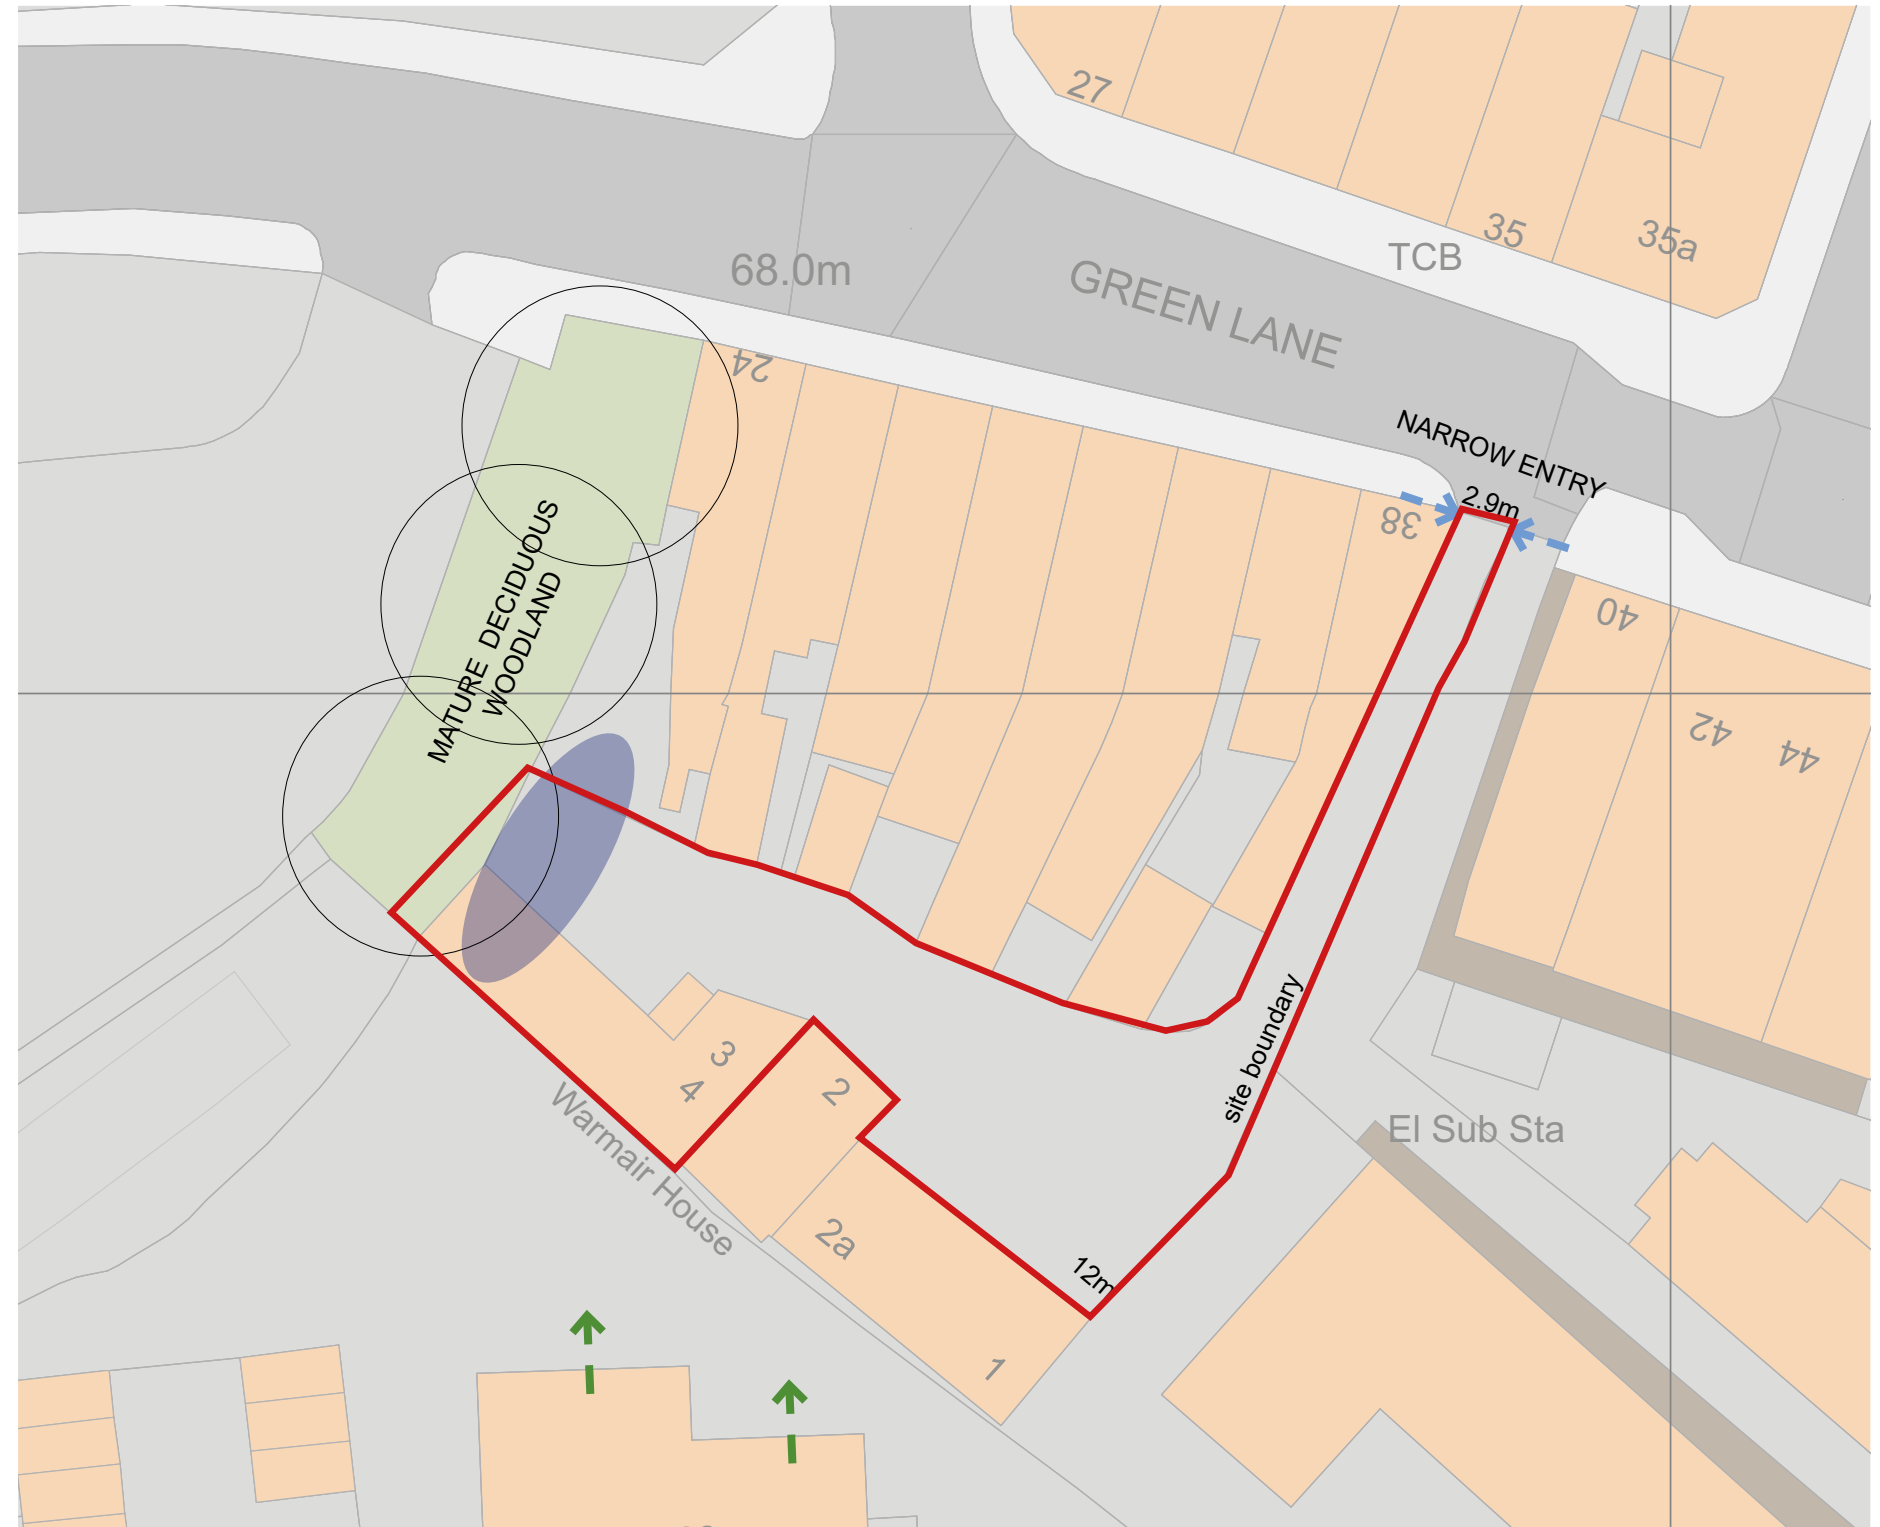 27
35
35a
TCB
68.0m
GREEN LANE
24
NARROW ENTRY
2.9m
38
40
42
44
MATURE DECIDUOUS
WOODLAND
site boundary
El Sub Sta
3
4
2
Warmair House
2a
12m
1